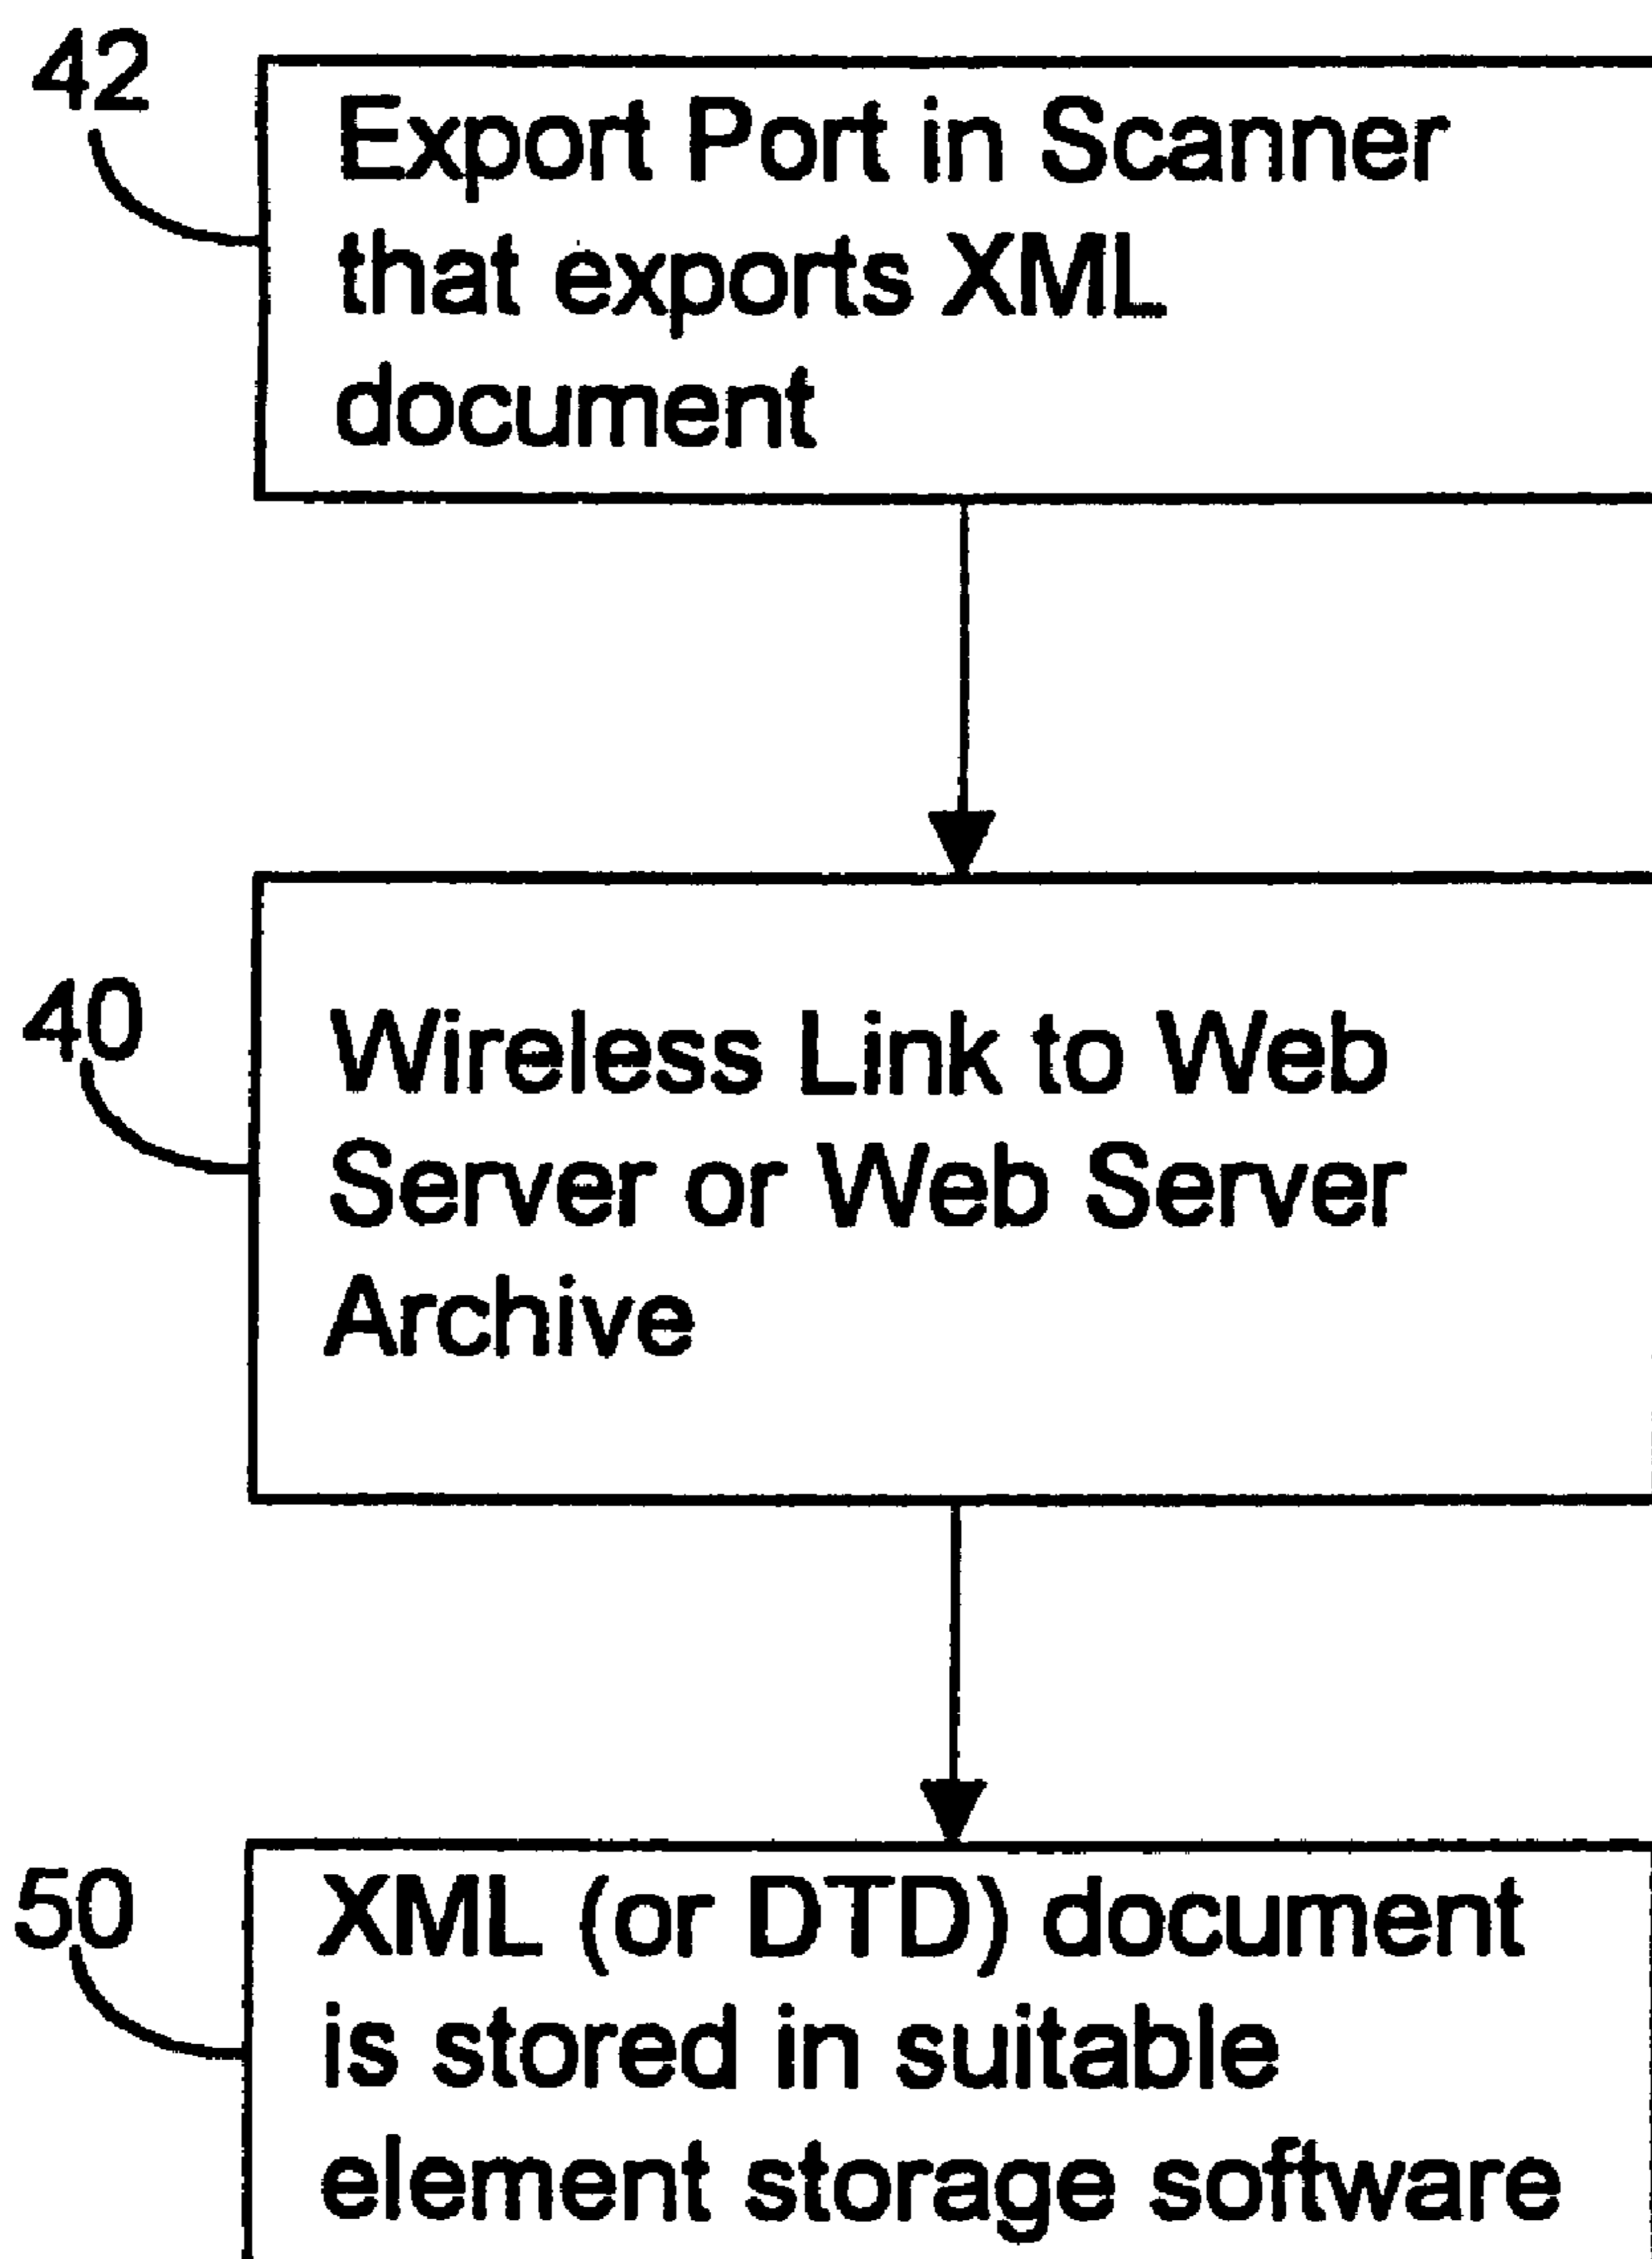 42
Export Port in Scanner
that exports XML
document
40
Wireless Link to Web
Server or Web Server
Archive
50
XML (or DTD) document
is stored in suitable
element storage software